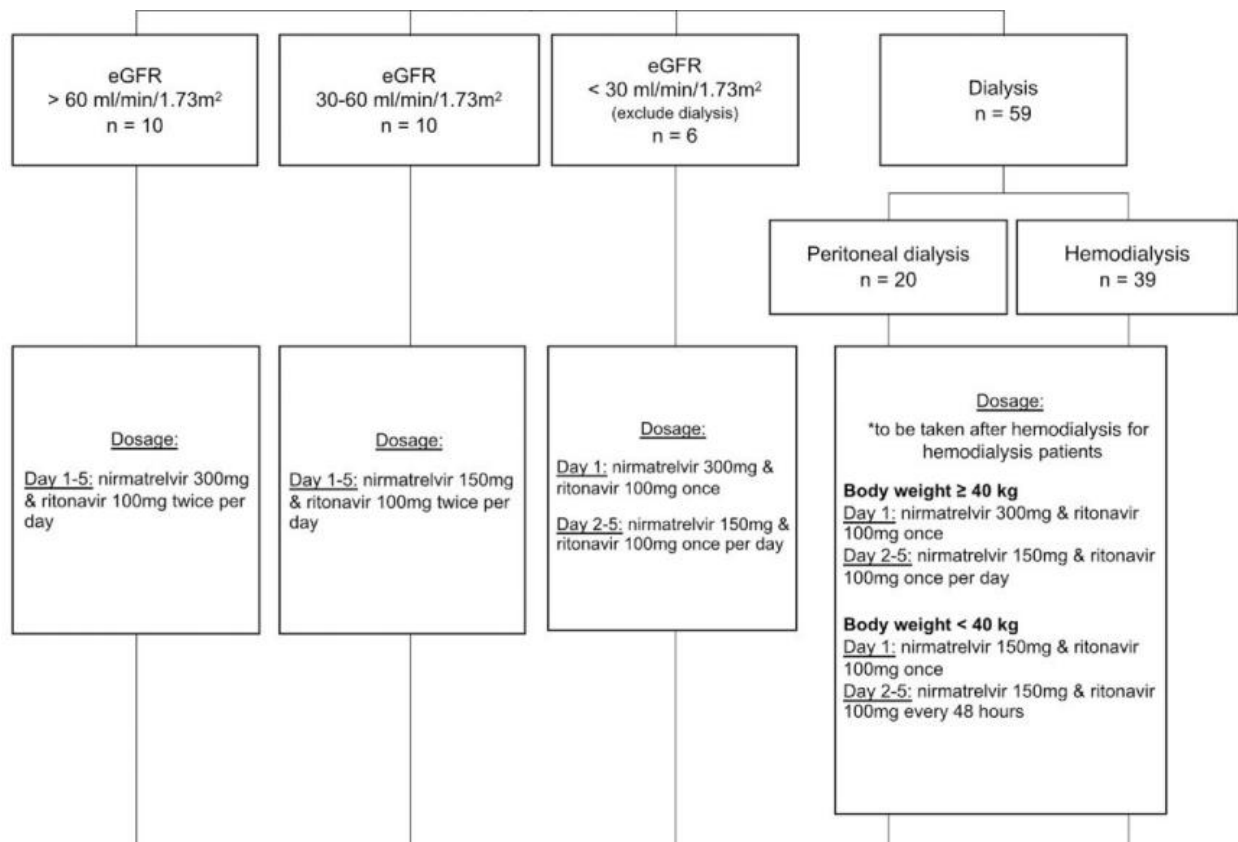 eGFR
> 60 ml/min/1.73m²
n = 10
eGFR
30-60 ml/min/1.73m²
n = 10
eGFR
< 30 ml/min/1.73m²
(exclude dialysis)
n = 6
Dialysis
n = 59
Peritoneal dialysis
n = 20
Hemodialysis
n = 39
Dosage:
Day 1-5: nirmatrelvir 300mg
& ritonavir 100mg twice per
day
Dosage:
Day 1-5: nirmatrelvir 150mg
& ritonavir 100mg twice per
day
Dosage:
Day 1: nirmatrelvir 300mg &
ritonavir 100mg once
Day 2-5: nirmatrelvir 150mg &
ritonavir 100mg once per day
Dosage:
*to be taken after hemodialysis for
hemodialysis patients
Body weight ≥ 40 kg
Day 1: nirmatrelvir 300mg & ritonavir
100mg once
Day 2-5: nirmatrelvir 150mg & ritonavir
100mg once per day
Body weight < 40 kg
Day 1: nirmatrelvir 150mg & ritonavir
100mg once
Day 2-5: nirmatrelvir 150mg & ritonavir
100mg every 48 hours